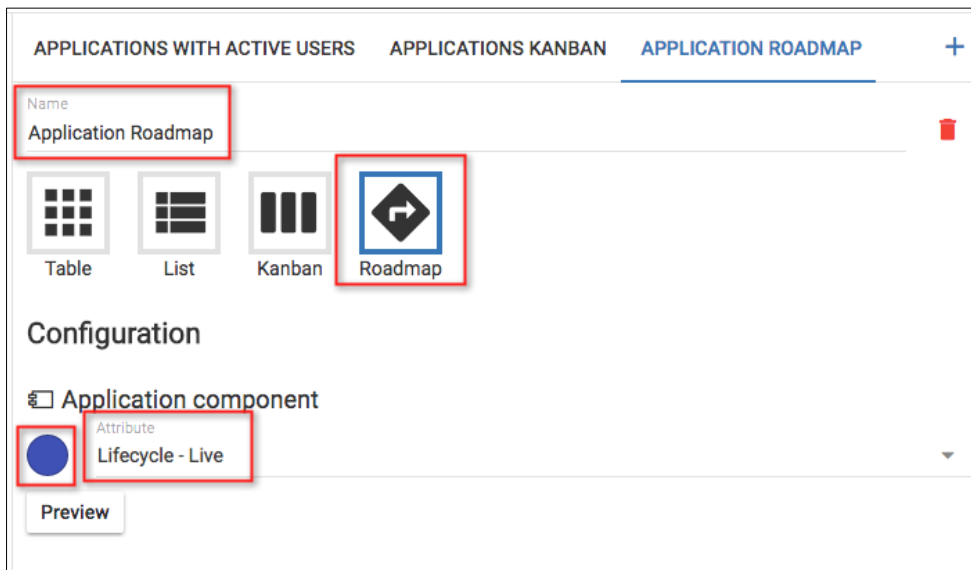 APPLICATIONS WITH ACTIVE USERS APPLICATIONS KANBAN APPLICATION ROADMAP +
Name
Application Roadmap
Table List Kanban Roadmap
Configuration
Application component
Attribute
Lifecycle - Live
Preview